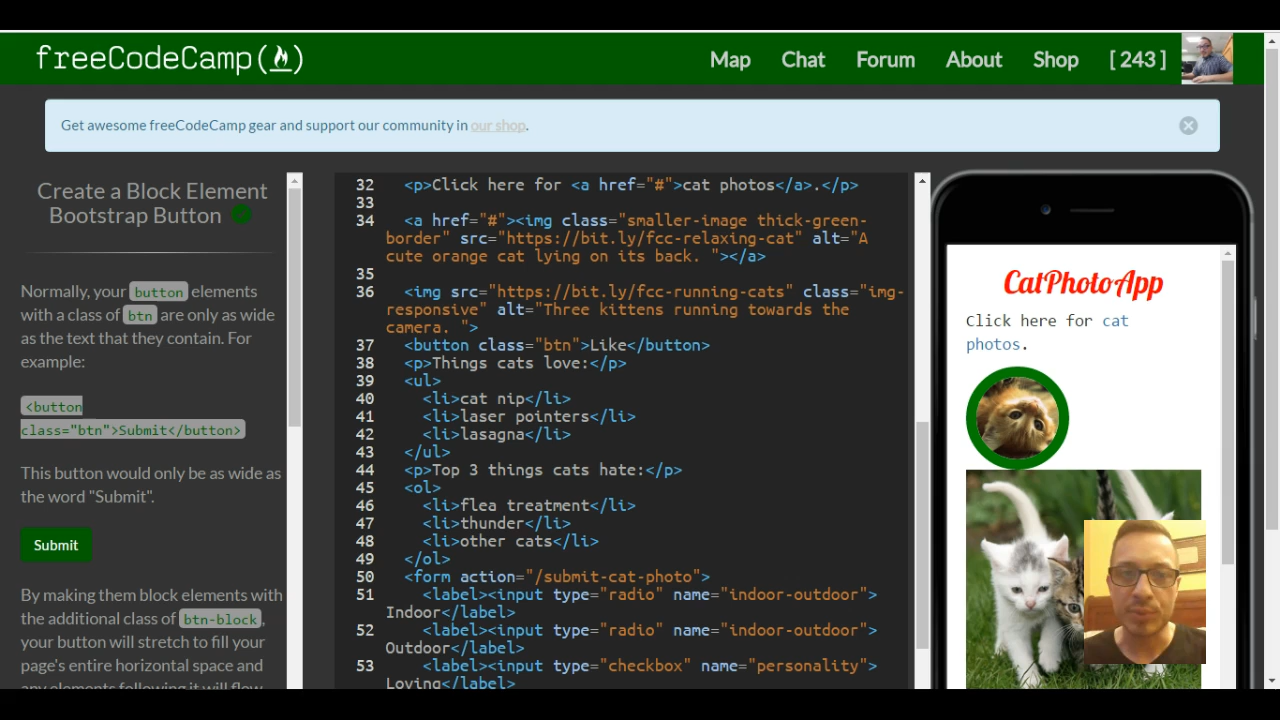 freeCodeCamp
Map Chat Forum About Shop [ 243 ]
Get awesome freeCodeCamp gear and support our community in our shop.
Create a Block Element
Bootstrap Button
Normally, your button elements
with a class of btn are only as wide
as the text that they contain. For
example:
<button
class="btn">Submit</button>
This button would only be as wide as
the word "Submit".
Submit
By making them block elements with
the additional class of btn-block,
your button will stretch to fill your
page's entire horizontal space and
any elements following it will flow
32 <p>Click here for <a href="#">cat photos</a>.</p>
33
34 <a href="#"><img class="smaller-image thick-green-
border" src="https://bit.ly/fcc-relaxing-cat" alt="A
cute orange cat lying on its back. "></a>
35
36 <img src="https://bit.ly/fcc-running-cats" class="img-
responsive" alt="Three kittens running towards the
camera. ">
37 <button class="btn">Like</button>
38 <p>Things cats love:</p>
39 <ul>
40 <li>cat nip</li>
41 <li>laser pointers</li>
42 <li>lasagna</li>
43 </ul>
44 <p>Top 3 things cats hate:</p>
45 <ol>
46 <li>flea treatment</li>
47 <li>thunder</li>
48 <li>other cats</li>
49 </ol>
50 <form action="/submit-cat-photo">
51 <label><input type="radio" name="indoor-outdoor">
Indoor</label>
52 <label><input type="radio" name="indoor-outdoor">
Outdoor</label>
53 <label><input type="checkbox" name="personality">
Loving</label>
CatPhotoApp
Click here for cat
photos.